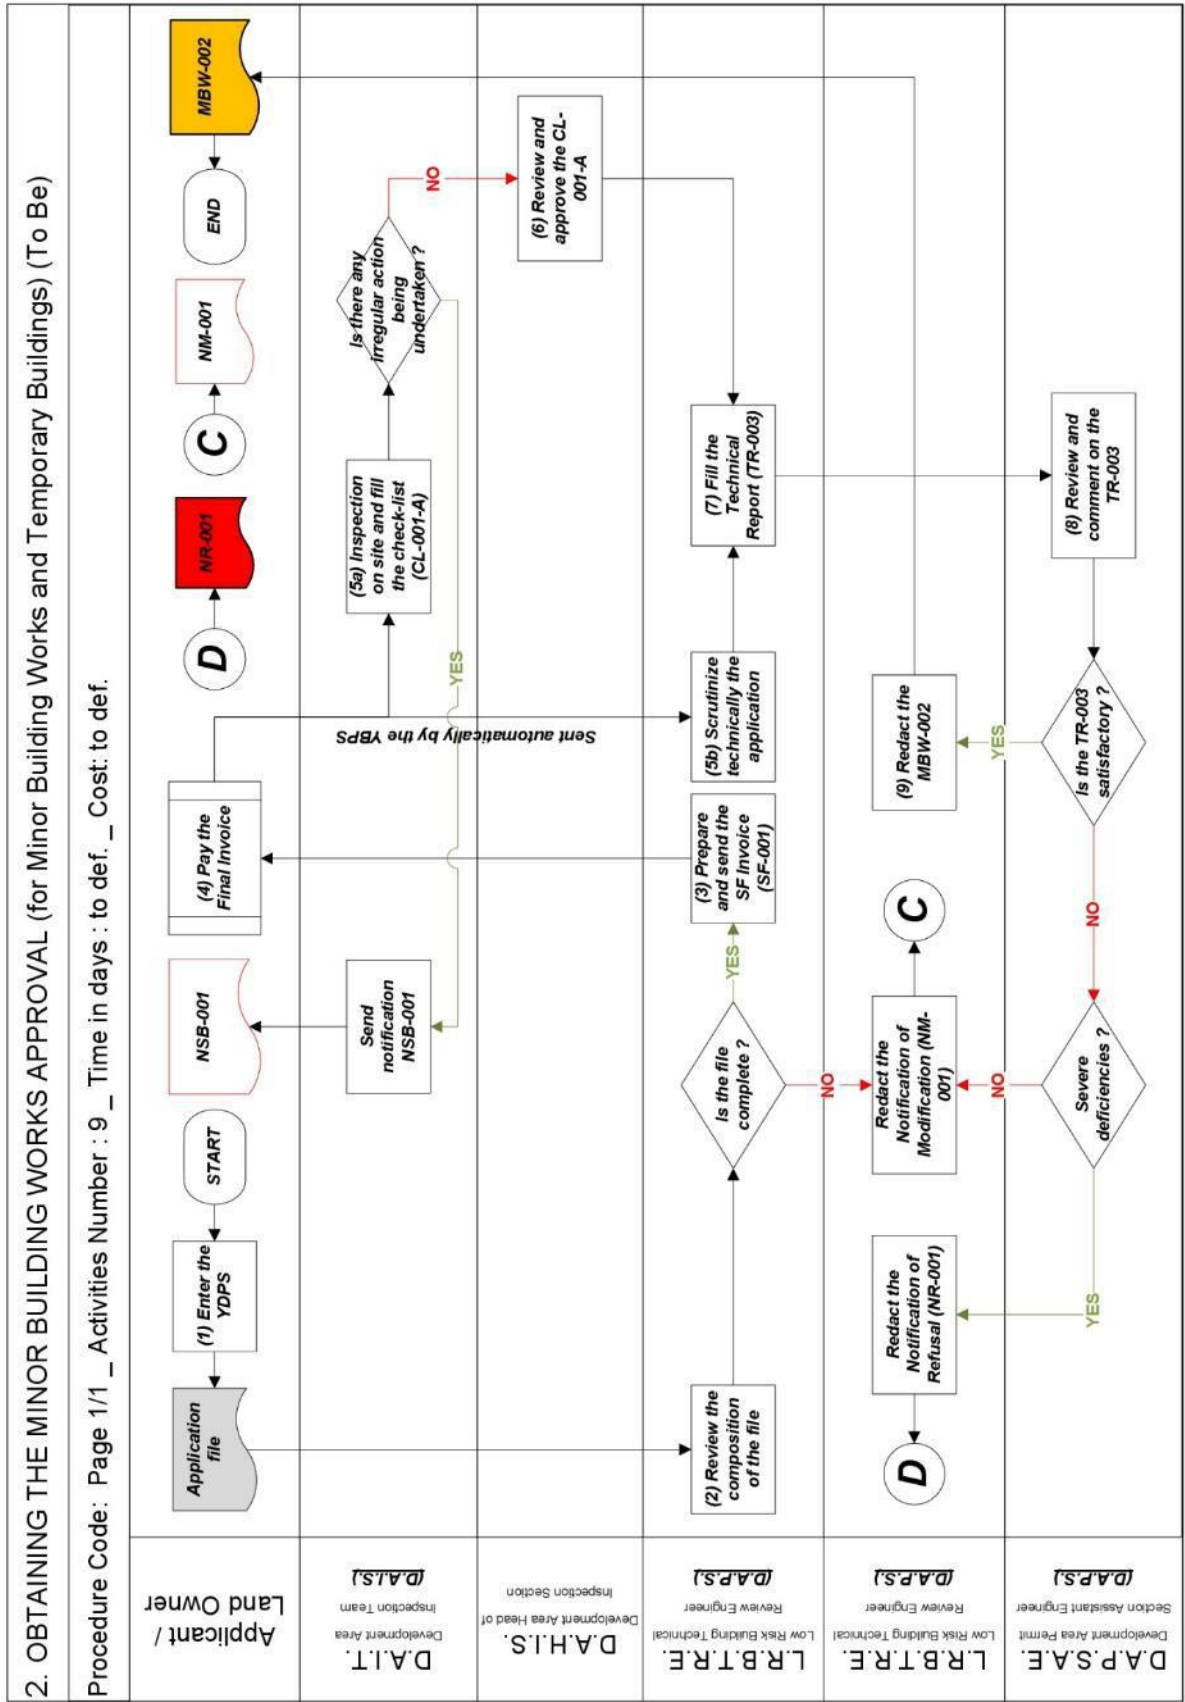 2. OBTAINING THE MINOR BUILDING WORKS APPROVAL (for Minor Building Works and Temporary Buildings) (To Be)
Procedure Code: Page 1/1 _ Activities Number : 9 _ Time in days : to def. _ Cost: to def.
Applicant /
Land Owner
Application
file
(1) Enter the
YDPS
START
NSB-001
(4) Pay the
Final Invoice
D
NR-001
C
NM-001
END
MBW-002
D.A.I.T.
Development Area
Inspection Team
(D.A.I.S.)
Send
notification
NSB-001
(5a) Inspection
on site and fill
the check-list
(CL-001-A)
Is there any
irregular action
being
undertaken ?
NO
YES
Sent automatically by the YBPS
D.A.H.I.S.
Development Area Head of
Inspection Section
(6) Review and
approve the CL-
001-A
L.R.B.T.R.E.
Low Risk Building Technical
Review Engineer
(D.A.P.S.)
(2) Review the
composition
of the file
Is the file
complete ?
YES
NO
(3) Prepare
and send the
SF Invoice
(SF-001)
(5b) Scrutinize
technically the
application
(7) Fill the
Technical
Report (TR-003)
L.R.B.T.R.E.
Low Risk Building Technical
Review Engineer
(D.A.P.S.)
D
Redact the
Notification of
Refusal (NR-001)
Redact the
Notification of
Modification (NM-
001)
C
(9) Redact the
MBW-002
D.A.P.S.A.E.
Development Area Permit
Section Assistant Engineer
(D.A.P.S.)
YES
Severe
deficiencies ?
NO
NO
Is the TR-003
satisfactory ?
YES
(8) Review and
comment on the
TR-003